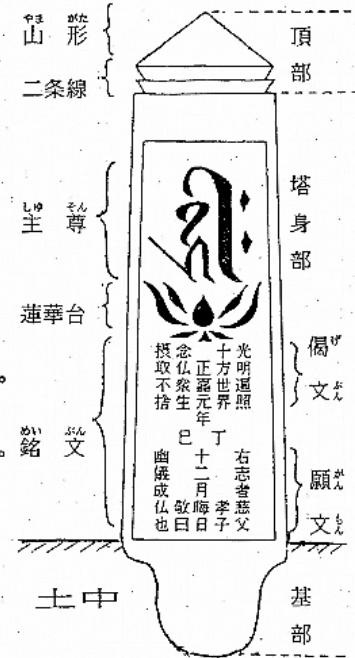 頂部
塔身部
偈文
げ
ぶん
願文
がん
もん
基部
光明遍照　右志者慈父
十方世界　丁　孝子
正嘉元年　十二月晦日
念仏衆生　巳　敬曰
摂取不捨　幽儀成仏也
山形
やま
がた
二条線
主尊
しゅ
そん
蓮華台
銘文
めい
ぶん
土中